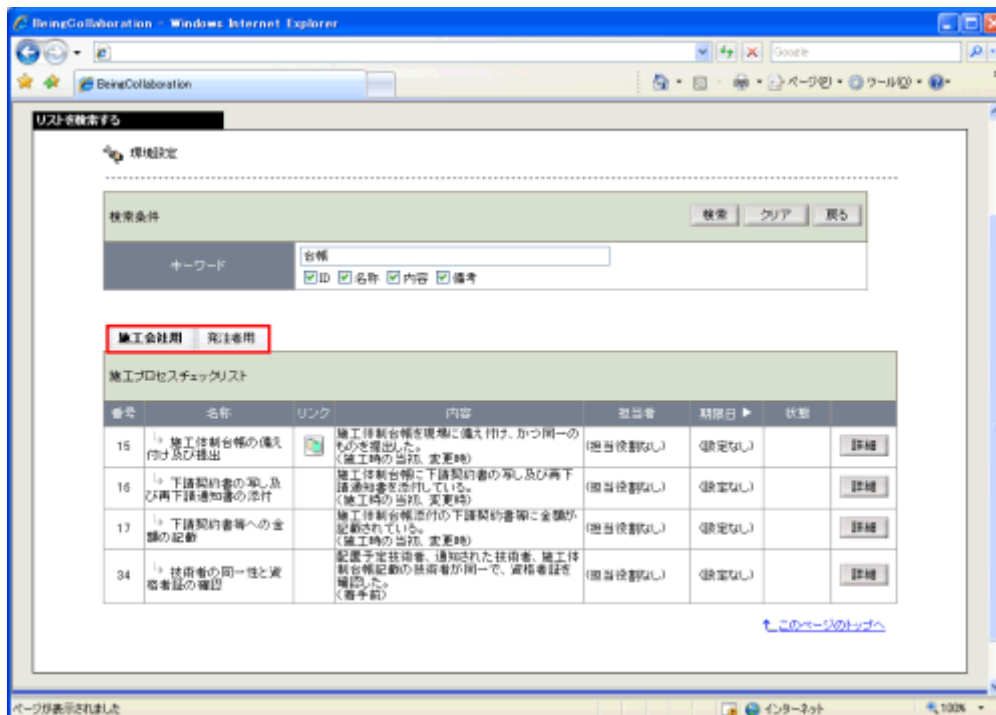 BeingCollaboration - Windows Internet Explorer
Google
BeingCollaboration
ページ(P) ツール(O)
リストを検索する
環境設定
検索条件
検索 クリア 戻る
キーワード
台帳
ID 名称 内容 備考
施工会社用 発注者用
施工プロセスチェックリスト
番号 名称 リンク 内容 担当者 期限日 ▶ 状態
15 施工体制台帳の備え付け及び提出 施工体制台帳を現場に備え付け、かつ同一のものを提出した。 (担当役割なし) (設定なし) 詳細
(施工時の当初、変更時)
16 下請契約書の写し及び再下請通知書の添付 施工体制台帳に下請契約書の写し及び再下請通知書を添付している。 (担当役割なし) (設定なし) 詳細
(施工時の当初、変更時)
17 下請契約書等への金額の記載 施工体制台帳添付の下請契約書等に金額が記載されている。 (担当役割なし) (設定なし) 詳細
(施工時の当初、変更時)
34 技術者の同一性と資格者証の確認 配置予定技術者、通知された技術者、施工体制台帳記載の技術者が同一で、資格者証を確認した。 (担当役割なし) (設定なし) 詳細
(着手前)
↑ このページのトップへ
ページが表示されました
インターネット
100%